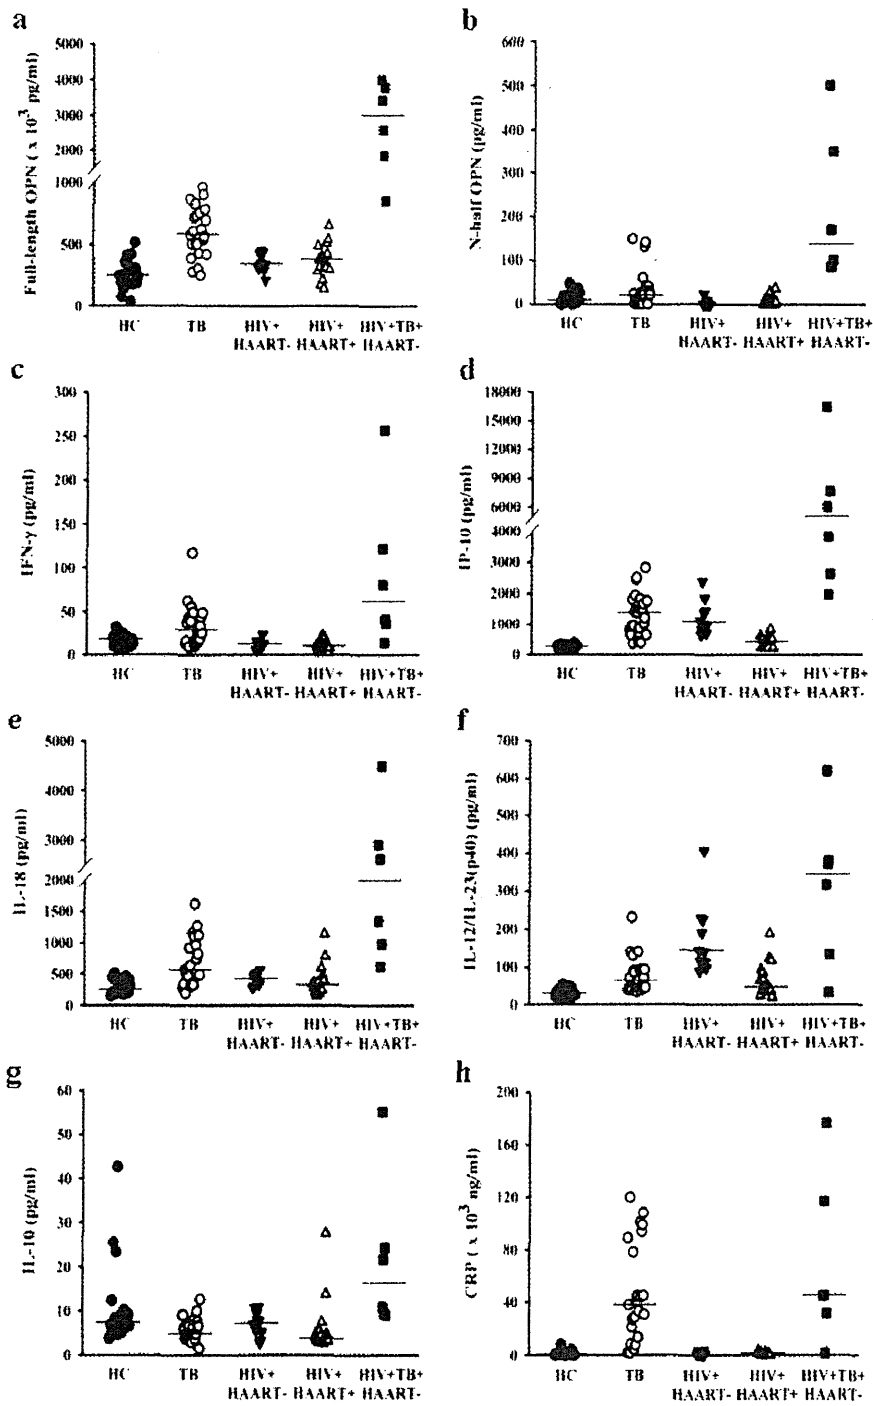 a
Full-length OPN ( x 10³ pg/ml)
5000
4000
3000
2000
1000
500
0
HC TB HIV+ HIV+ HIV+TB+
HAART- HAART+ HAART-
b
N-half OPN (pg/ml)
600
500
400
300
200
100
0
HC TB HIV+ HIV+ HIV+TB+
HAART- HAART+ HAART-
c
IFN-γ (pg/ml)
300
250
200
150
100
50
0
HC TB HIV+ HIV+ HIV+TB+
HAART- HAART+ HAART-
d
IP-10 (pg/ml)
18000
15000
12000
9000
6000
4000
3000
2000
1000
0
HC TB HIV+ HIV+ HIV+TB+
HAART- HAART+ HAART-
e
IL-18 (pg/ml)
5000
3000
2000
1500
1000
500
0
HC TB HIV+ HIV+ HIV+TB+
HAART- HAART+ HAART-
f
IL-12/IL-23(p40) (pg/ml)
700
600
500
400
300
200
100
0
HC TB HIV+ HIV+ HIV+TB+
HAART- HAART+ HAART-
g
IL-10 (pg/ml)
60
50
40
30
20
10
0
HC TB HIV+ HIV+ HIV+TB+
HAART- HAART+ HAART-
h
CRP ( x 10³ ng/ml)
200
160
120
80
40
0
HC TB HIV+ HIV+ HIV+TB+
HAART- HAART+ HAART-